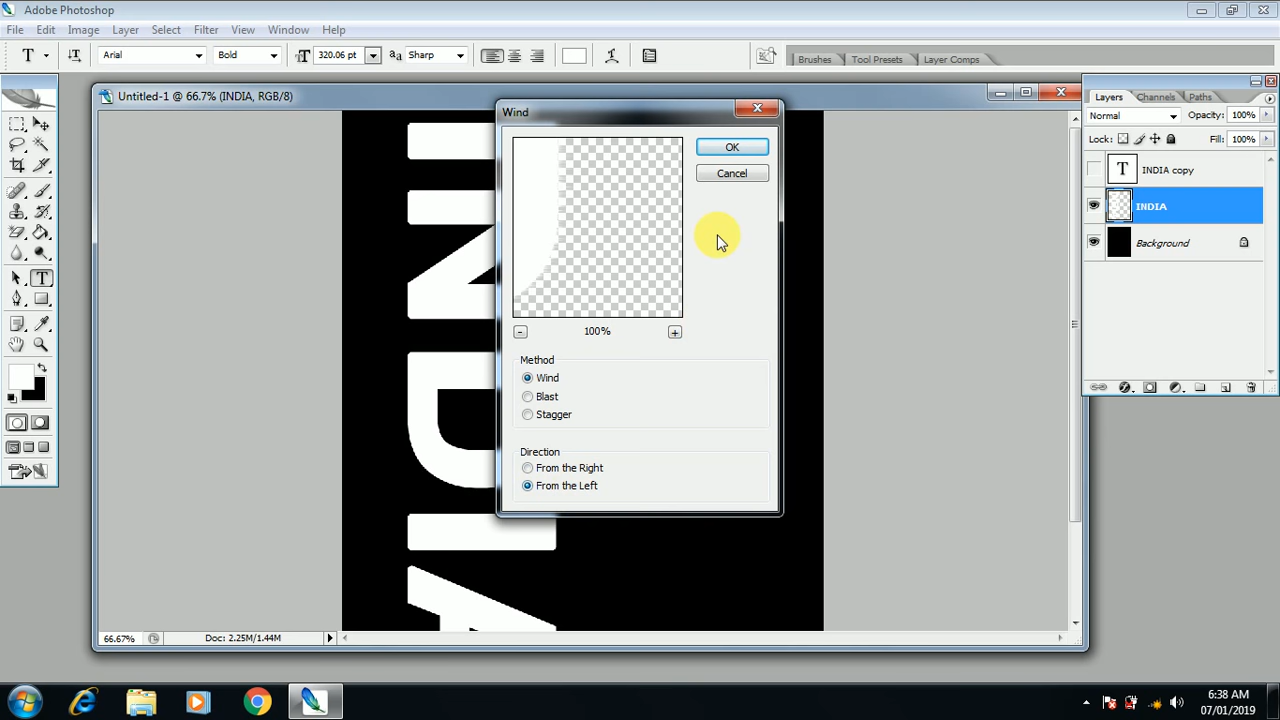 Adobe Photoshop
File Edit Image Layer Select Filter View Window Help
T Arial Bold 320.06 pt aa Sharp Brushes Tool Presets Layer Comps
Untitled-1 @ 66.7% (INDIA, RGB/8)
INDIA
Wind
OK
Cancel
- 100% +
Method
Wind
Blast
Stagger
Direction
From the Right
From the Left
Layers Channels Paths
Normal Opacity: 100%
Lock: Fill: 100%
T INDIA copy
INDIA
Background
66.67% Doc: 2.25M/1.44M
6:38 AM
07/01/2019